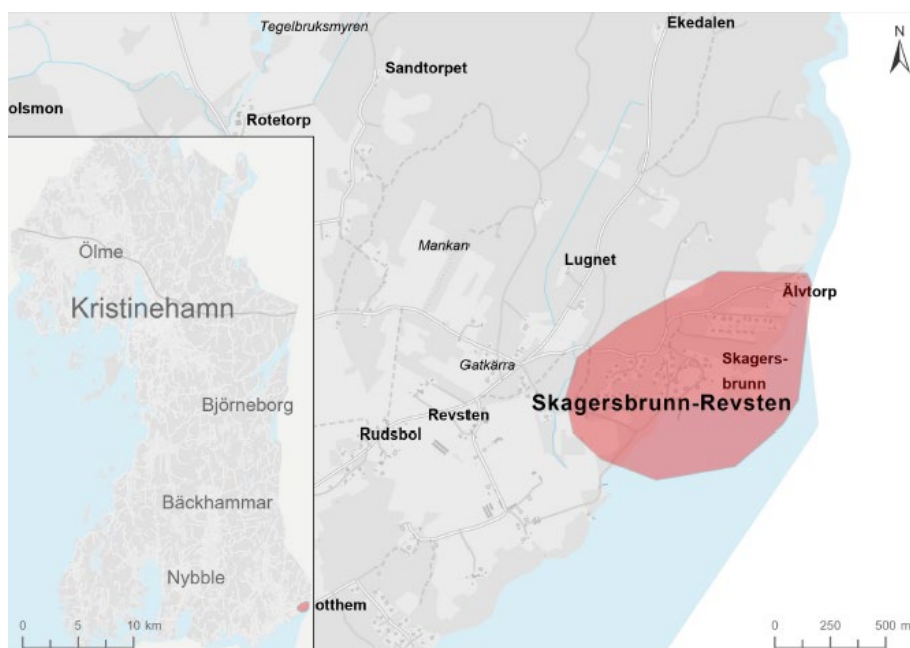 Tegelbruksmyren
Ekedalen
N
Sandtorpet
olsmon
Rotetorp
Mankan
Lugnet
Älvtorp
Gatkärra
Skagers-
brunn
Skagersbrunn-Revsten
Revsten
Rudsbol
otthem
0 250 500 m
Ölme
Kristinehamn
Björneborg
Bäckhammar
Nybble
0 5 10 km